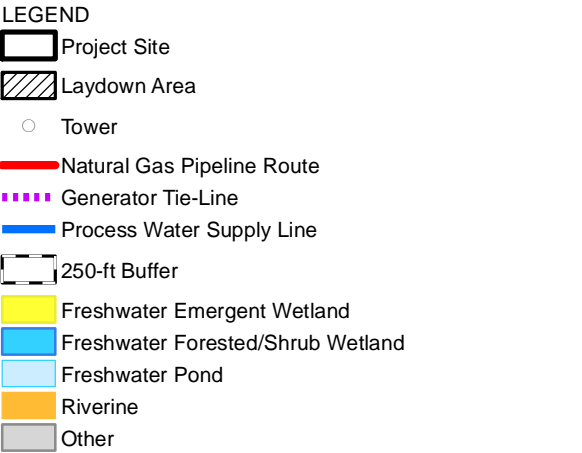 LEGEND
Project Site
Laydown Area
Tower
Natural Gas Pipeline Route
Generator Tie-Line
Process Water Supply Line
250-ft Buffer
Freshwater Emergent Wetland
Freshwater Forested/Shrub Wetland
Freshwater Pond
Riverine
Other